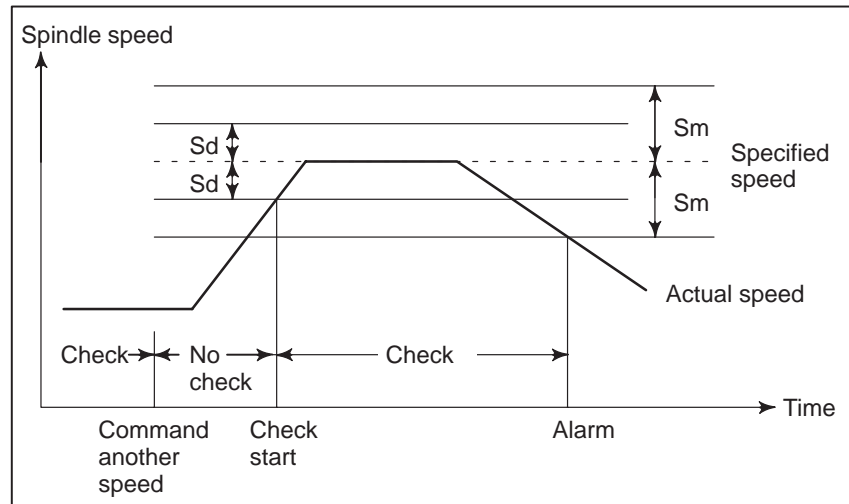 Spindle speed
Sd
Sm
Specified
speed
Sd
Sm
Actual speed
Check
No
check
Check
Time
Command
another
speed
Check
start
Alarm